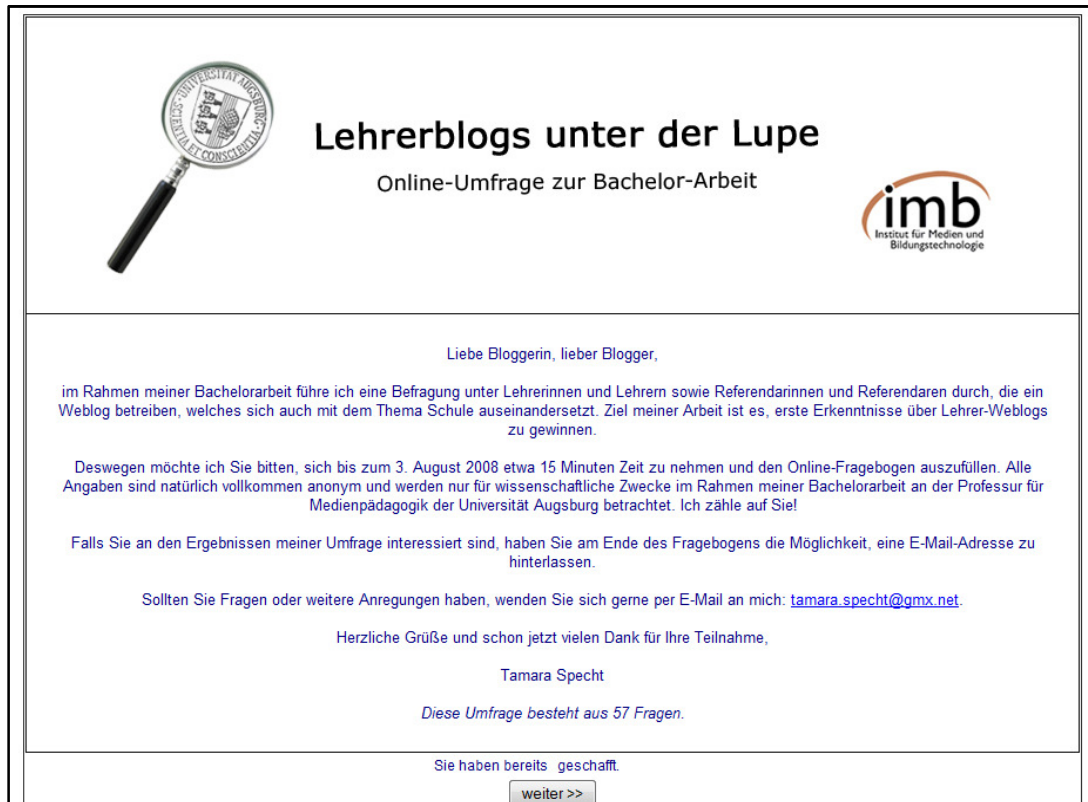 UNIVERSITAT AUGSBURG
SCIENTIA ET CONSCIENTIA
Lehrerblogs unter der Lupe
Online-Umfrage zur Bachelor-Arbeit
imb
Institut für Medien und
Bildungstechnologie
Liebe Bloggerin, lieber Blogger,
im Rahmen meiner Bachelorarbeit führe ich eine Befragung unter Lehrerinnen und Lehrern sowie Referendarinnen und Referendaren durch, die ein
Weblog betreiben, welches sich auch mit dem Thema Schule auseinandersetzt. Ziel meiner Arbeit ist es, erste Erkenntnisse über Lehrer-Weblogs
zu gewinnen.
Deswegen möchte ich Sie bitten, sich bis zum 3. August 2008 etwa 15 Minuten Zeit zu nehmen und den Online-Fragebogen auszufüllen. Alle
Angaben sind natürlich vollkommen anonym und werden nur für wissenschaftliche Zwecke im Rahmen meiner Bachelorarbeit an der Professur für
Medienpädagogik der Universität Augsburg betrachtet. Ich zähle auf Sie!
Falls Sie an den Ergebnissen meiner Umfrage interessiert sind, haben Sie am Ende des Fragebogens die Möglichkeit, eine E-Mail-Adresse zu
hinterlassen.
Sollten Sie Fragen oder weitere Anregungen haben, wenden Sie sich gerne per E-Mail an mich: tamara.specht@gmx.net.
Herzliche Grüße und schon jetzt vielen Dank für Ihre Teilnahme,
Tamara Specht
Diese Umfrage besteht aus 57 Fragen.
Sie haben bereits geschafft.
weiter >>